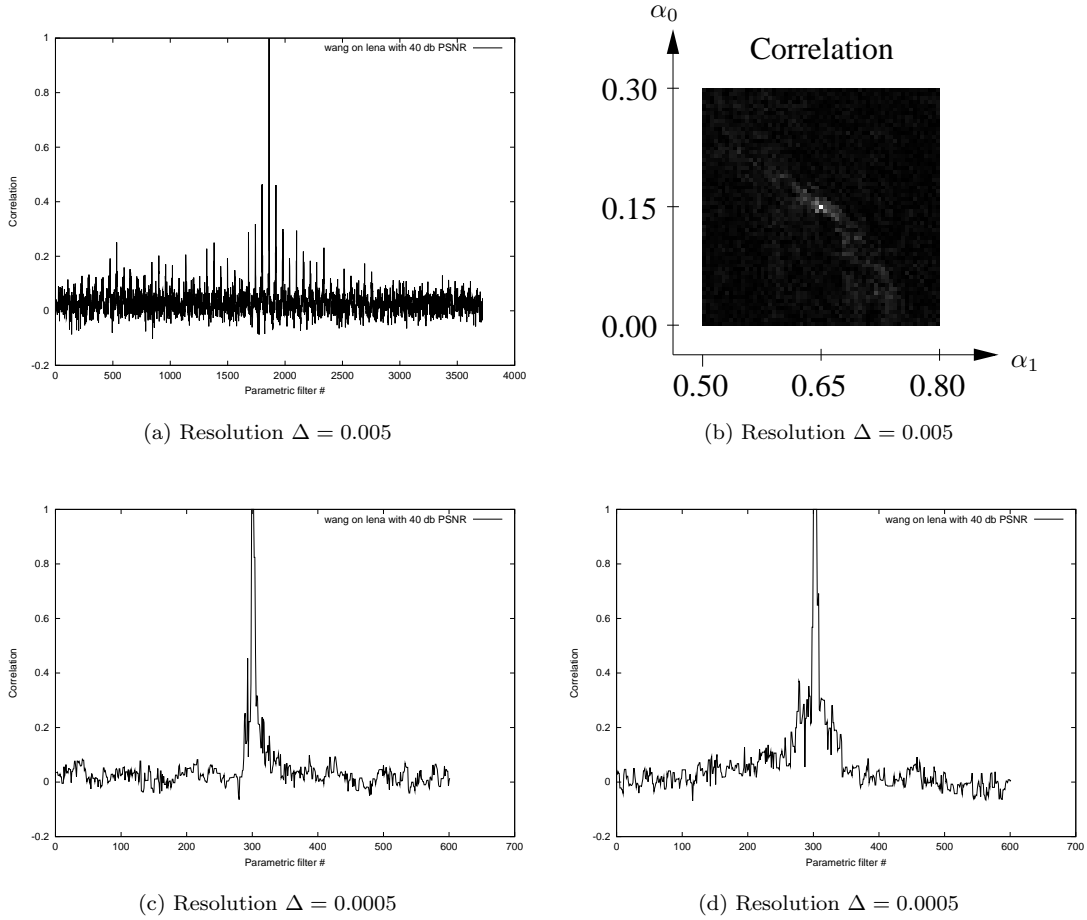 wang on lena with 40 db PSNR
1
0.8
0.6
0.4
0.2
0
-0.2
Correlation
0 500 1000 1500 2000 2500 3000 3500 4000
Parametric filter #
(a) Resolution Δ = 0.005
α0
Correlation
0.30
0.15
0.00
α1
0.50 0.65 0.80
(b) Resolution Δ = 0.005
wang on lena with 40 db PSNR
1
0.8
0.6
0.4
0.2
0
-0.2
Correlation
0 100 200 300 400 500 600 700
Parametric filter #
(c) Resolution Δ = 0.0005
wang on lena with 40 db PSNR
1
0.8
0.6
0.4
0.2
0
-0.2
Correlation
0 100 200 300 400 500 600 700
Parametric filter #
(d) Resolution Δ = 0.0005